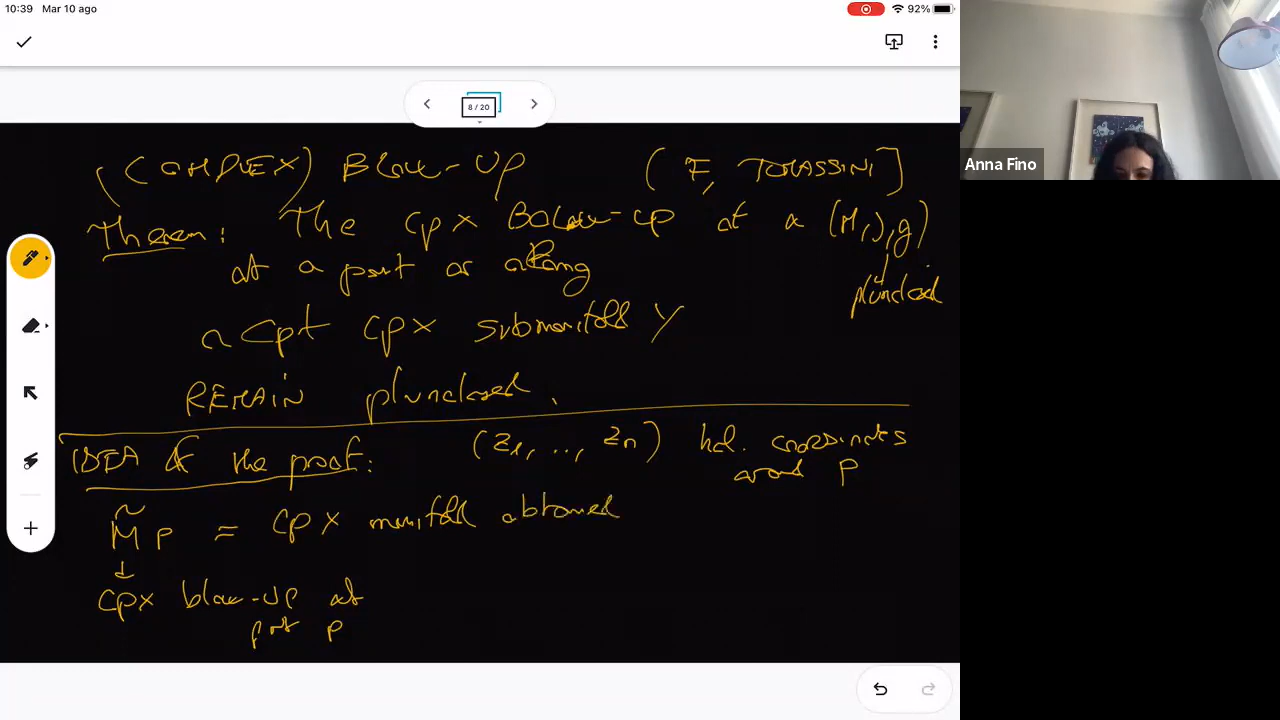 10:39 Mar 10 ago 92%
8 / 20
Anna Fino
(COMPLEX) BLOW-UP (F, TOMASSINI]
Theorem: The cpx BLOW-UP at a (M, J, g)
at a point or along
pluriclosed
a cpt cpx submanifold Y
REMAIN pluriclosed.
IDEA of the proof: (z1, ..., zn) hol. coordinates
around p
M̃p = cpx manifold obtained
↓
cpx blow-up at
point p